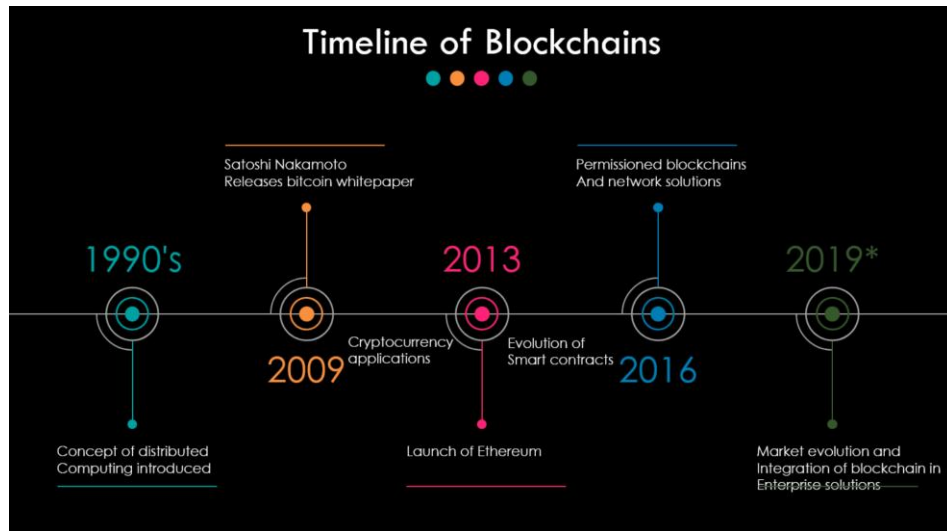 Timeline of Blockchains
Satoshi Nakamoto
Releases bitcoin whitepaper
Permissioned blockchains
And network solutions
1990's
2013
2019*
Cryptocurrency
applications
Evolution of
Smart contracts
2009
2016
Concept of distributed
Computing introduced
Launch of Ethereum
Market evolution and
Integration of blockchain in
Enterprise solutions